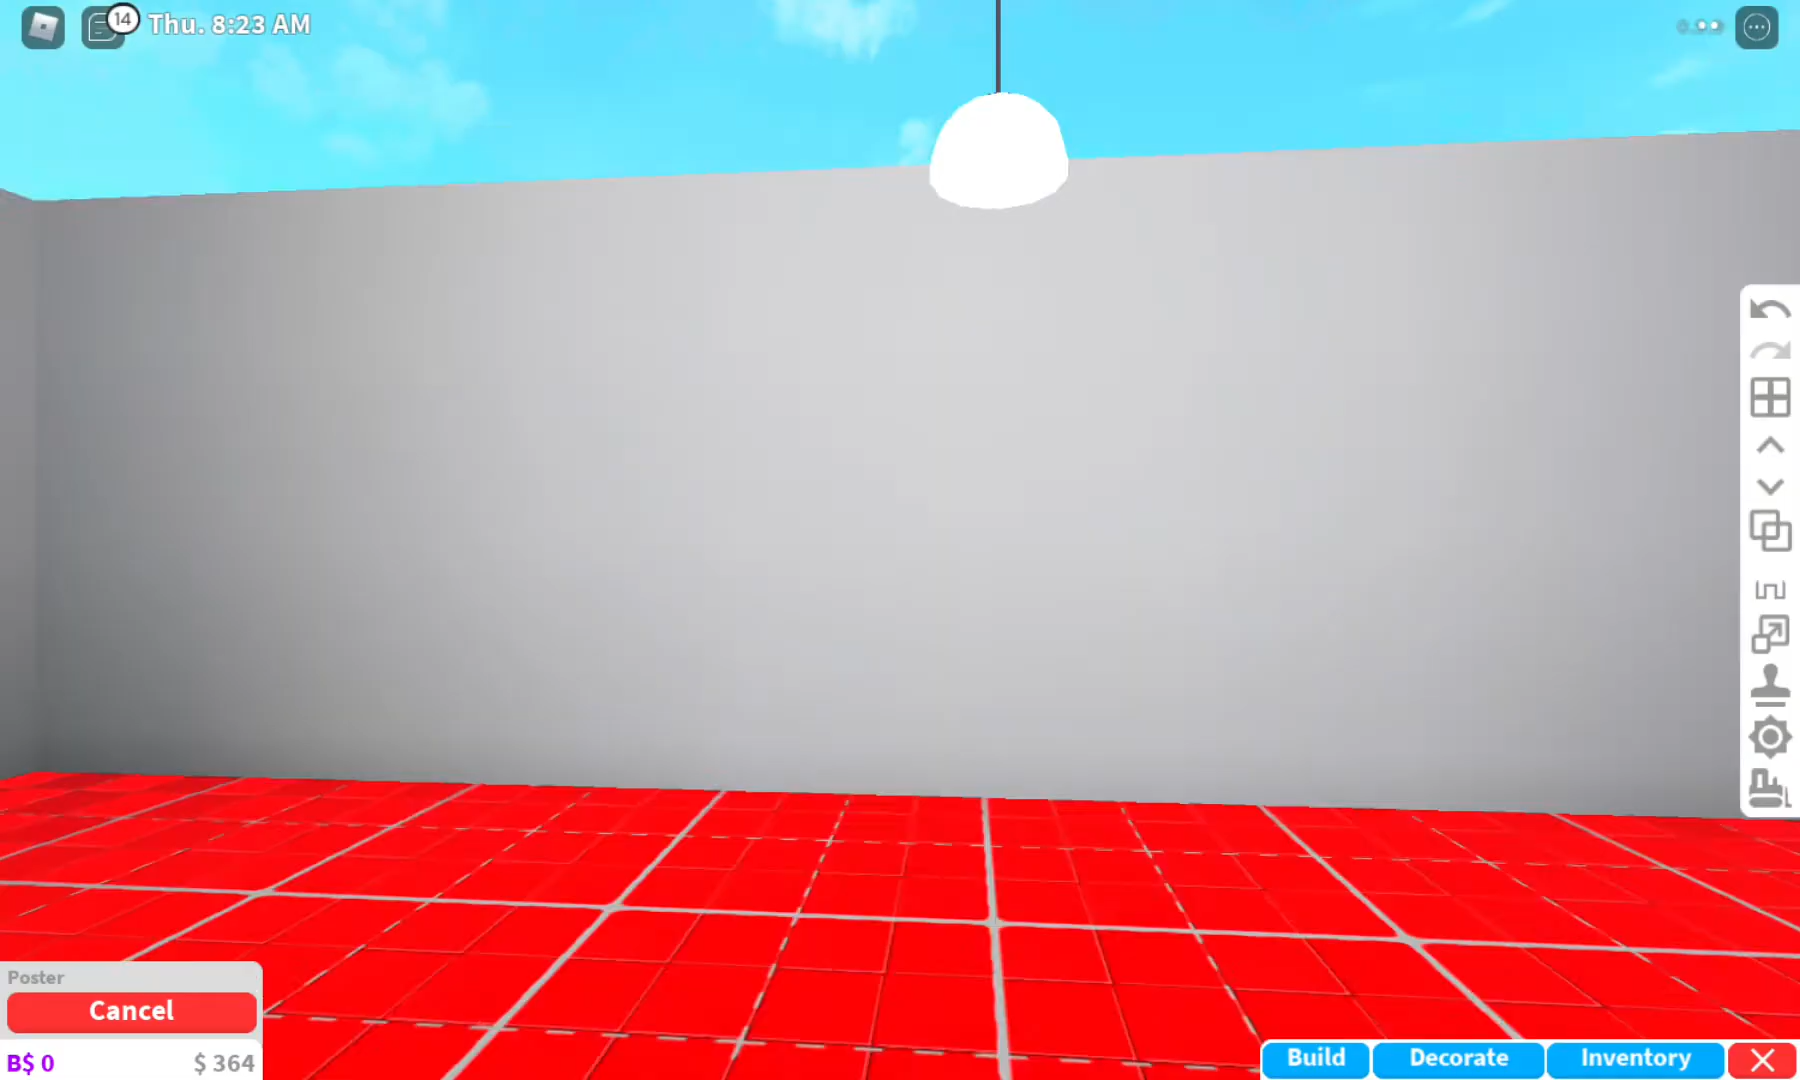 14
Thu. 8:23 AM
Poster
Cancel
B$ 0
$ 364
Build
Decorate
Inventory